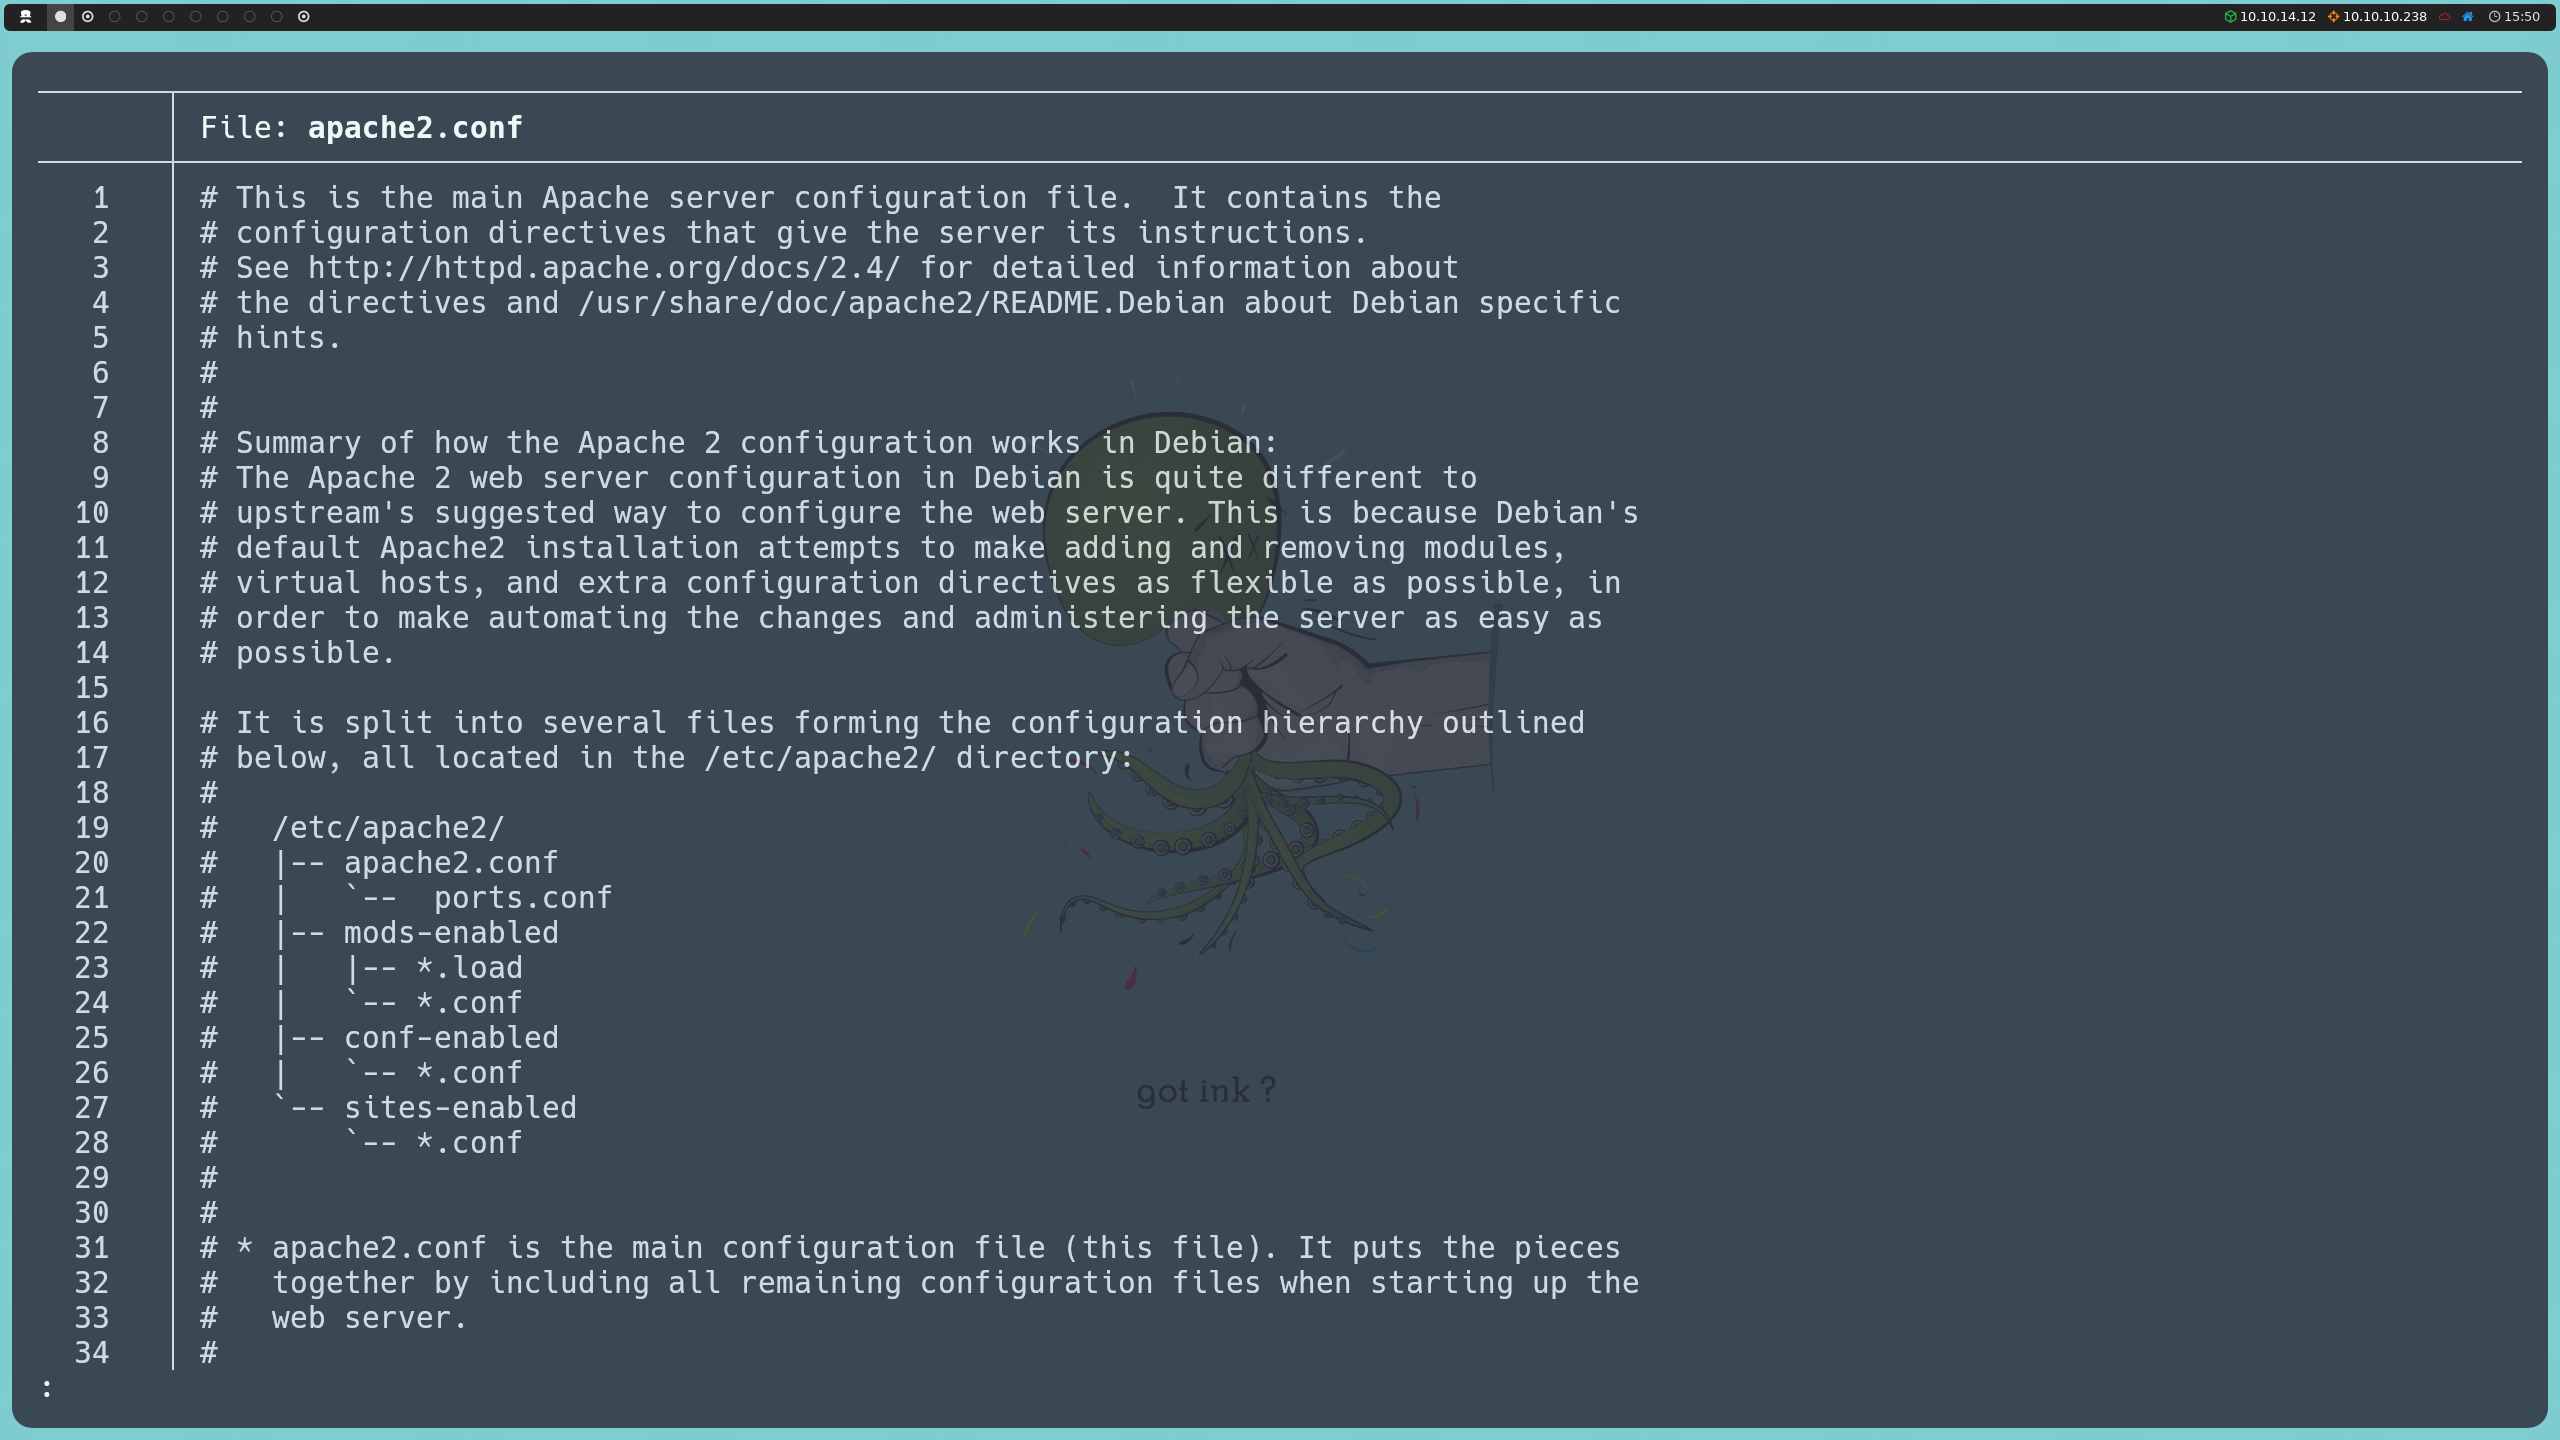 10.10.14.12 10.10.10.238 15:50
File: apache2.conf
1 # This is the main Apache server configuration file.  It contains the
2 # configuration directives that give the server its instructions.
3 # See http://httpd.apache.org/docs/2.4/ for detailed information about
4 # the directives and /usr/share/doc/apache2/README.Debian about Debian specific
5 # hints.
6 #
7 #
8 # Summary of how the Apache 2 configuration works in Debian:
9 # The Apache 2 web server configuration in Debian is quite different to
10 # upstream's suggested way to configure the web server. This is because Debian's
11 # default Apache2 installation attempts to make adding and removing modules,
12 # virtual hosts, and extra configuration directives as flexible as possible, in
13 # order to make automating the changes and administering the server as easy as
14 # possible.
15
16 # It is split into several files forming the configuration hierarchy outlined
17 # below, all located in the /etc/apache2/ directory:
18 #
19 #   /etc/apache2/
20 #   |-- apache2.conf
21 #   |   `--  ports.conf
22 #   |-- mods-enabled
23 #   |   |-- *.load
24 #   |   `-- *.conf
25 #   |-- conf-enabled
26 #   |   `-- *.conf
27 #   `-- sites-enabled
28 #       `-- *.conf
29 #
30 #
31 # * apache2.conf is the main configuration file (this file). It puts the pieces
32 #   together by including all remaining configuration files when starting up the
33 #   web server.
34 #
:
got ink ?